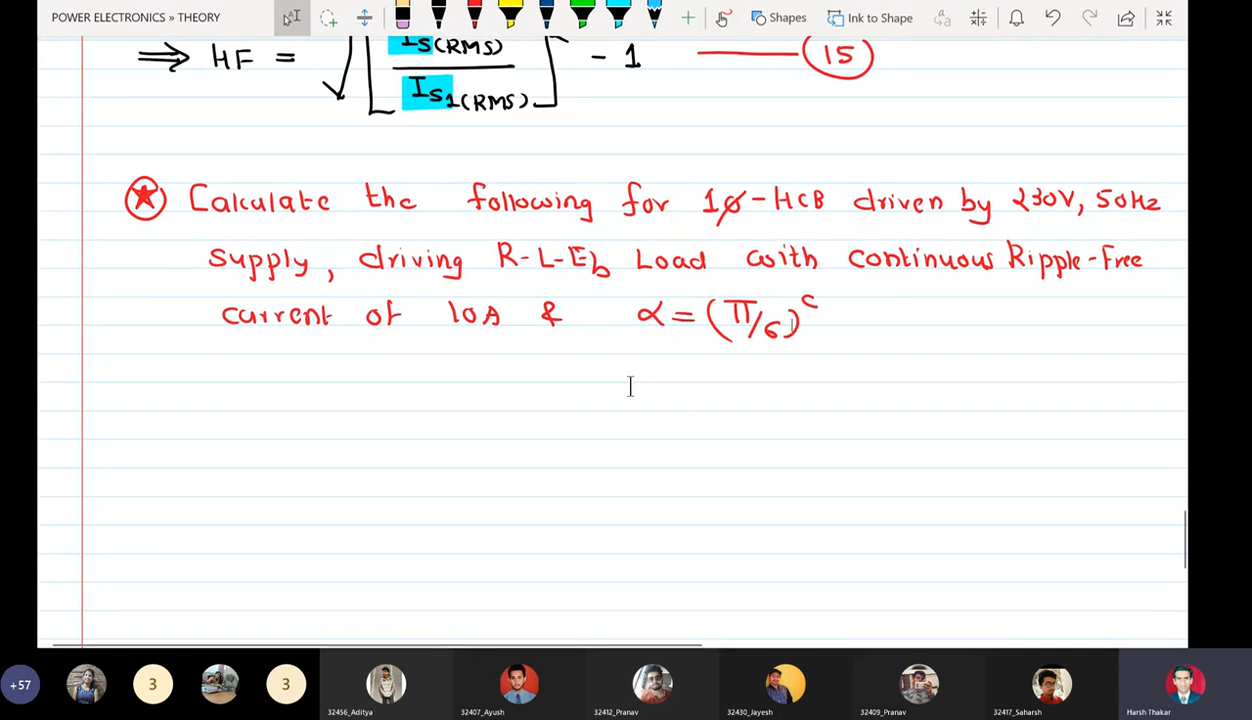 POWER ELECTRONICS » THEORY
Shapes
Ink to Shape
⇒ HF = √[IS(RMS) / IS1(RMS)]² - 1 —— 15
★ Calculate the following for 1ϕ-HCB driven by 230V, 50Hz
supply, driving R-L-Eb Load with continuous Ripple-Free
current of 10A & α = (π/6)ᶜ
+57
3
3
32456_Aditya
32407_Ayush
32412_Pranav
32430_Jayesh
32409_Pranav
32417_Saharsh
Harsh Thakar